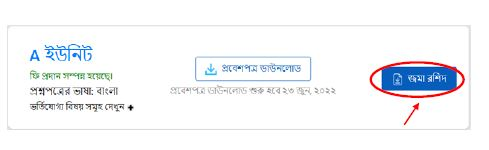 A ইউনিট
ফি প্রদান সম্পন্ন হয়েছে।
প্রশ্নপত্রের ভাষা: বাংলা
ভর্তিযোগ্য বিষয় সমূহ দেখুন +
প্রবেশপত্র ডাউনলোড
প্রবেশপত্র ডাউনলোড শুরু হবে ২৩ জুন, ২০২২
জমা রশিদ